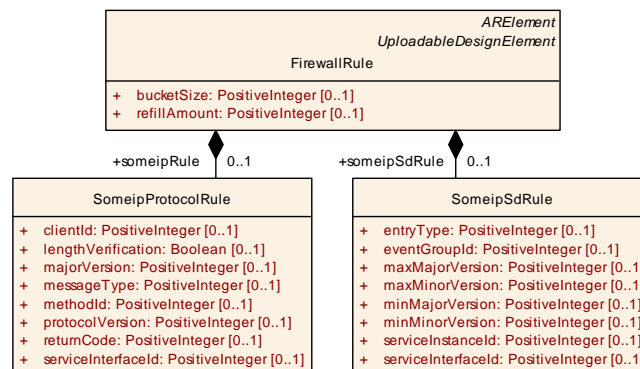 ARElement
UploadableDesignElement
FirewallRule
+ bucketSize: PositiveInteger [0..1]
+ refillAmount: PositiveInteger [0..1]
+someipRule 0..1
+someipSdRule 0..1
SomeipProtocolRule
+ clientId: PositiveInteger [0..1]
+ lengthVerification: Boolean [0..1]
+ majorVersion: PositiveInteger [0..1]
+ messageType: PositiveInteger [0..1]
+ methodId: PositiveInteger [0..1]
+ protocolVersion: PositiveInteger [0..1]
+ returnCode: PositiveInteger [0..1]
+ serviceInterfaceId: PositiveInteger [0..1]
SomeipSdRule
+ entryType: PositiveInteger [0..1]
+ eventGroupId: PositiveInteger [0..1]
+ maxMajorVersion: PositiveInteger [0..1]
+ maxMinorVersion: PositiveInteger [0..1]
+ minMajorVersion: PositiveInteger [0..1]
+ minMinorVersion: PositiveInteger [0..1]
+ serviceInstanceId: PositiveInteger [0..1]
+ serviceInterfaceId: PositiveInteger [0..1]